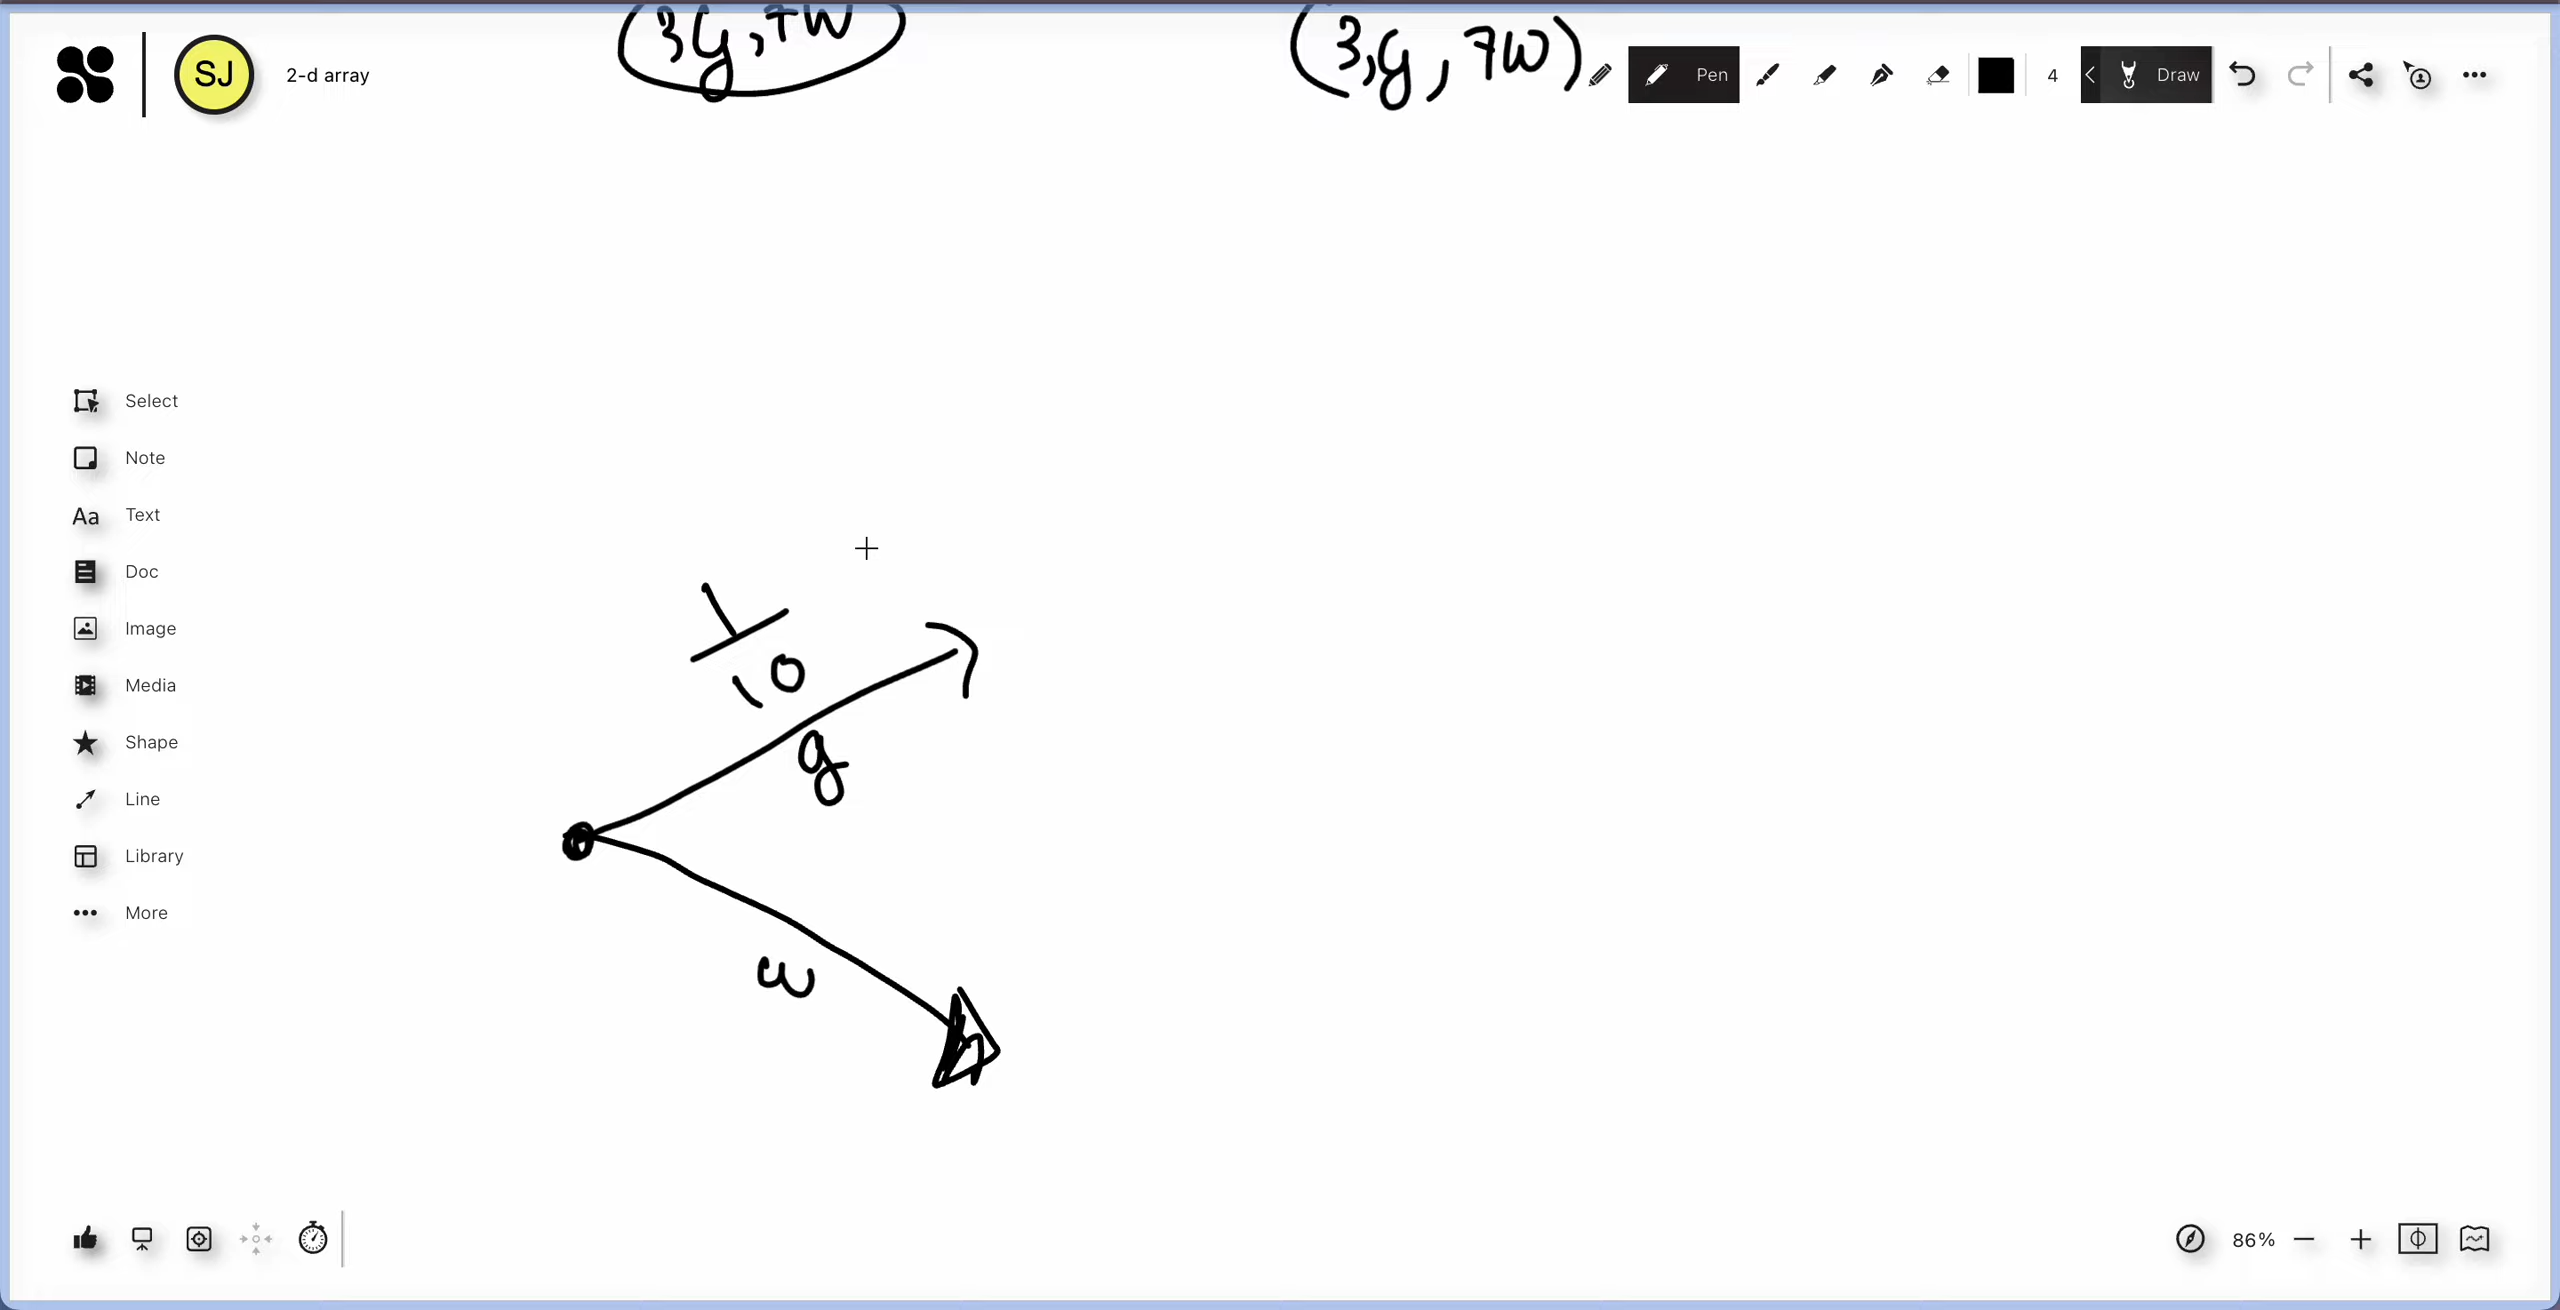 3g, 7w
(3,g, 7w)
SJ
2-d array
Pen
4
Draw
Select
Note
Aa Text
Doc
Image
Media
Shape
Line
Library
More
1
10
g
w
86%